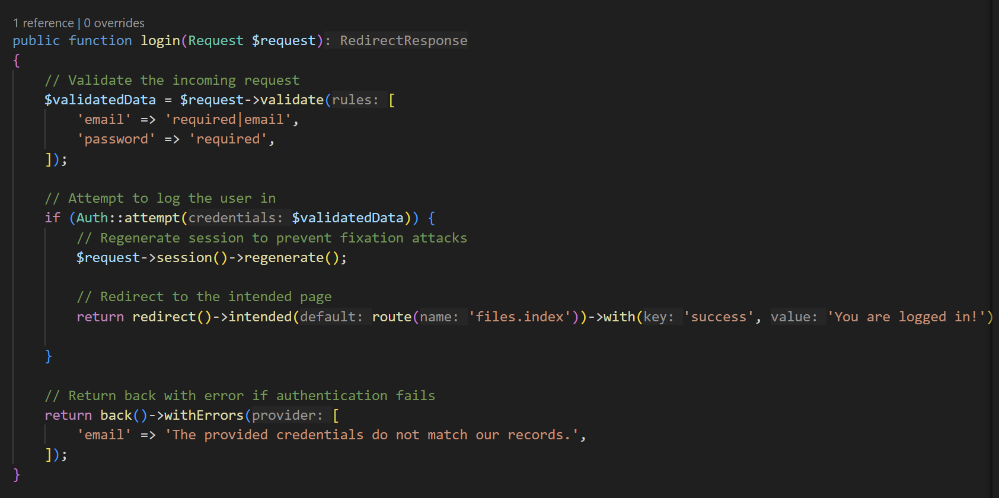 1 reference | 0 overrides
public function login(Request $request): RedirectResponse
{
    // Validate the incoming request
    $validatedData = $request->validate(rules: [
        'email' => 'required|email',
        'password' => 'required',
    ]);

    // Attempt to log the user in
    if (Auth::attempt(credentials: $validatedData)) {
        // Regenerate session to prevent fixation attacks
        $request->session()->regenerate();

        // Redirect to the intended page
        return redirect()->intended(default: route(name: 'files.index'))->with(key: 'success', value: 'You are logged in!')

    }

    // Return back with error if authentication fails
    return back()->withErrors(provider: [
        'email' => 'The provided credentials do not match our records.',
    ]);
}